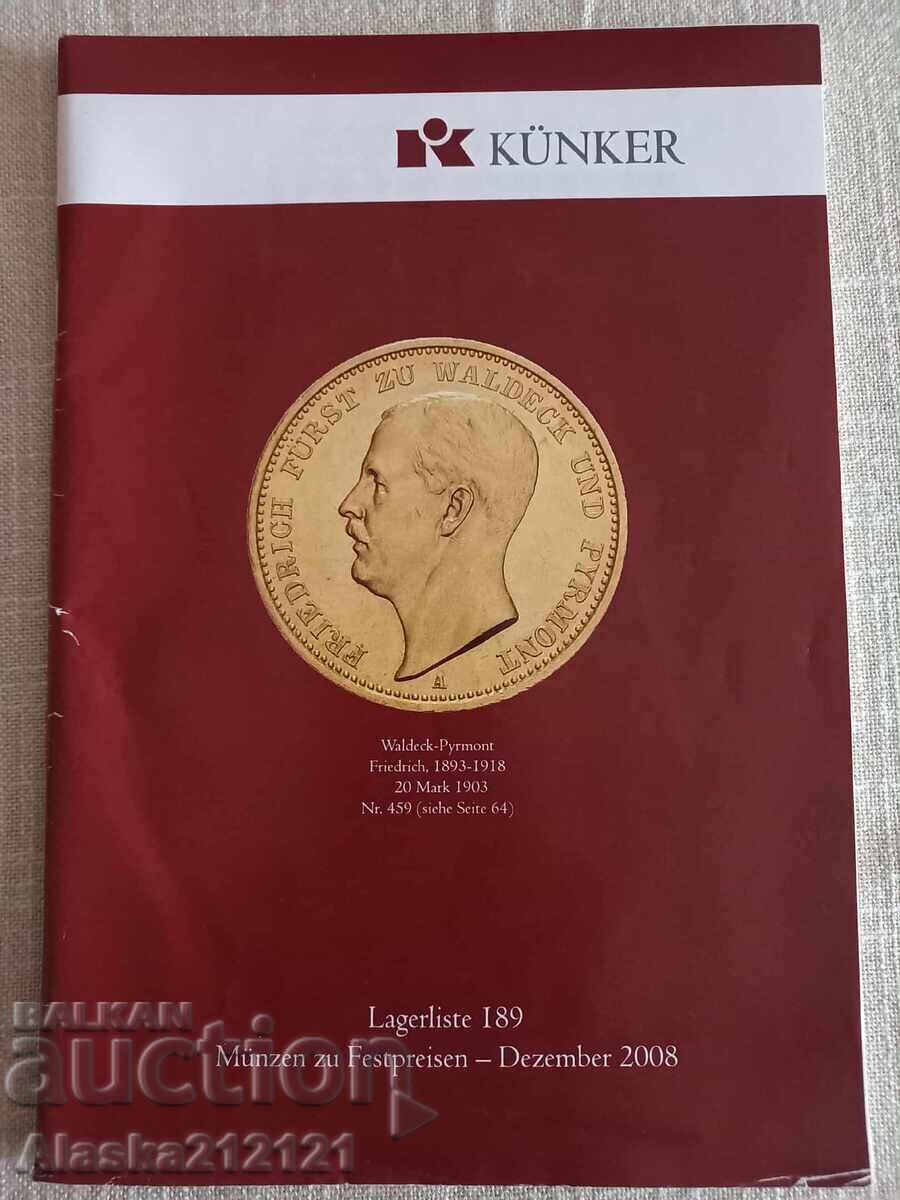 KÜNKER
FRIEDRICH FÜRST ZU WALDECK UND PYRMONT
A
Waldeck-Pyrmont
Friedrich, 1893-1918
20 Mark 1903
Nr. 459 (siehe Seite 64)
Lagerliste 189
Münzen zu Festpreisen – Dezember 2008
BALKAN
auction
Alaska212121